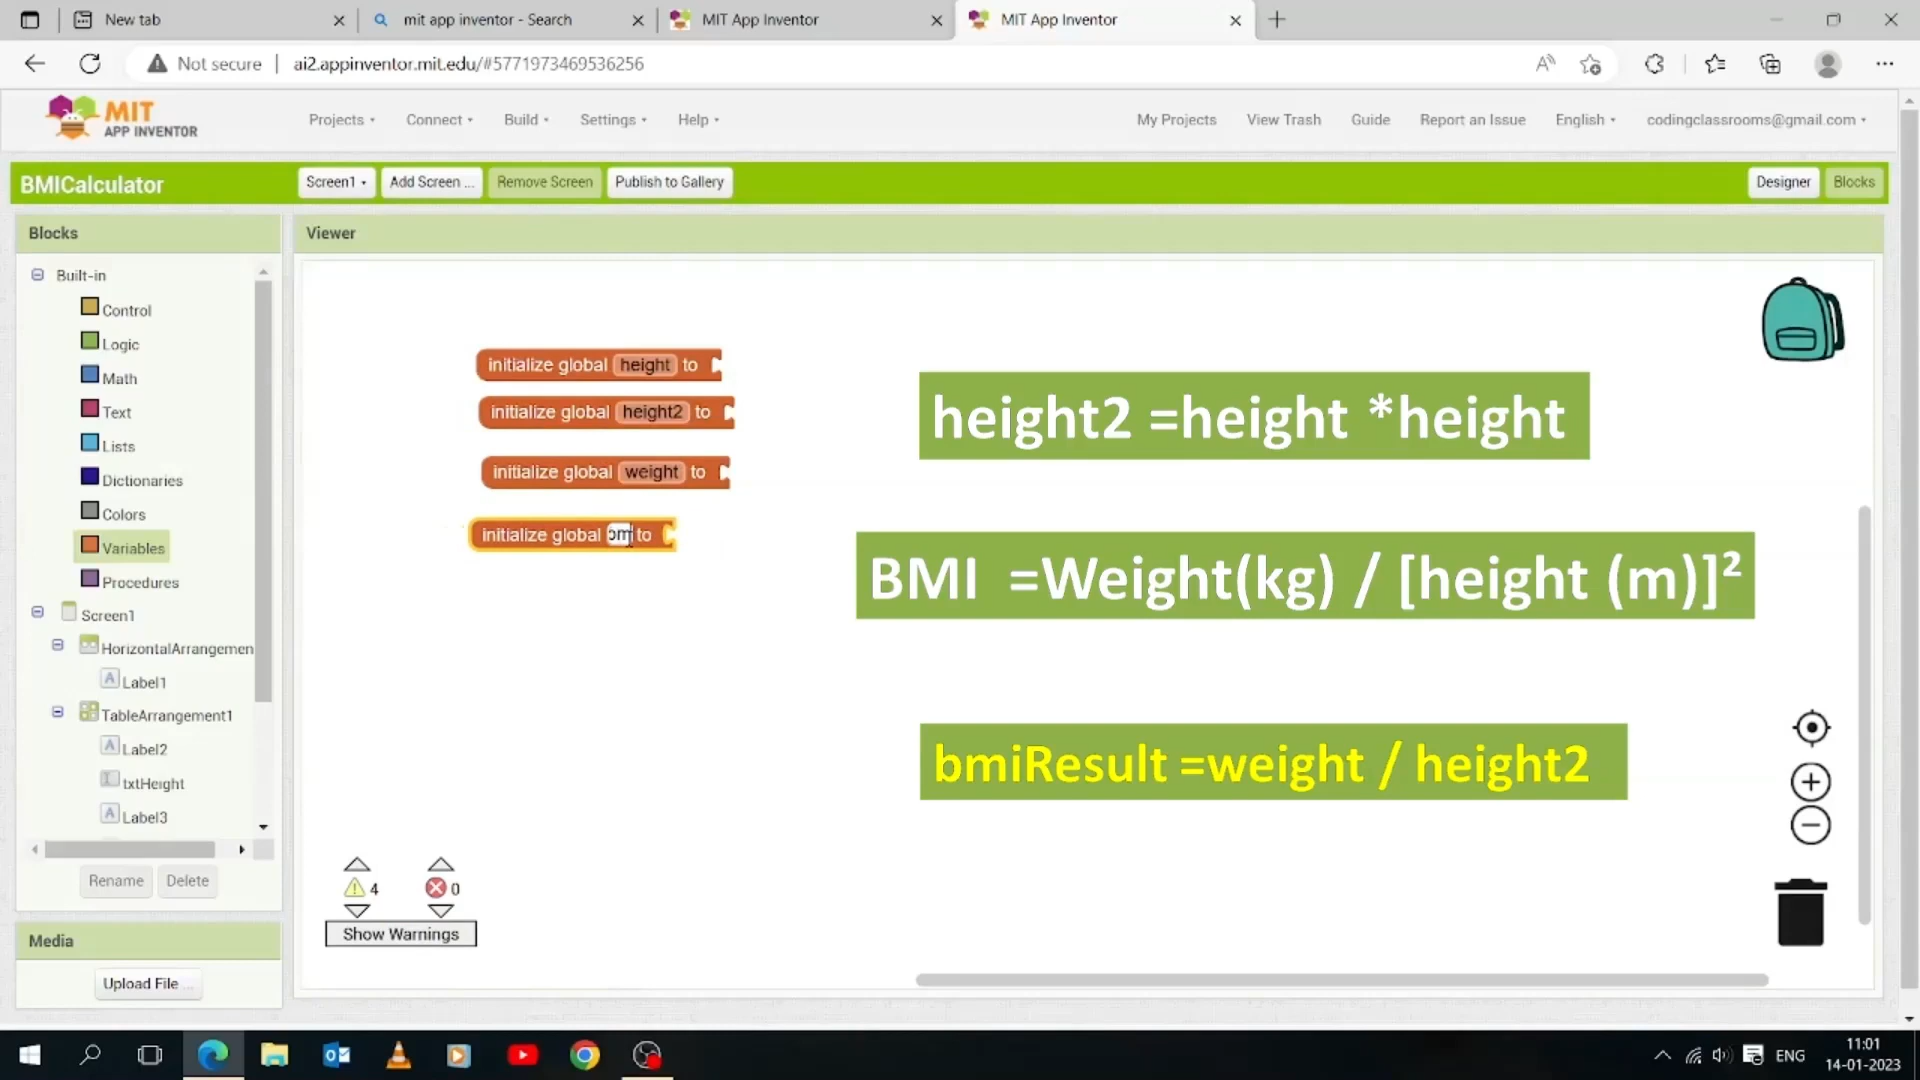 New tab
mit app inventor - Search
MIT App Inventor
MIT App Inventor
Not secure
ai2.appinventor.mit.edu/#5771973469536256
MIT
APP INVENTOR
Projects
Connect
Build
Settings
Help
My Projects
View Trash
Guide
Report an Issue
English
codingclassrooms@gmail.com
BMICalculator
Screen1
Add Screen ...
Remove Screen
Publish to Gallery
Designer
Blocks
Blocks
Viewer
Built-in
Control
Logic
Math
Text
Lists
Dictionaries
Colors
Variables
Procedures
Screen1
HorizontalArrangemen
Label1
TableArrangement1
Label2
txtHeight
Label3
Rename
Delete
Media
Upload File ...
initialize global height to
initialize global height2 to
initialize global weight to
initialize global bm to
height2 =height *height
BMI =Weight(kg) / [height (m)]²
bmiResult =weight / height2
4
0
Show Warnings
ENG
11:01
14-01-2023